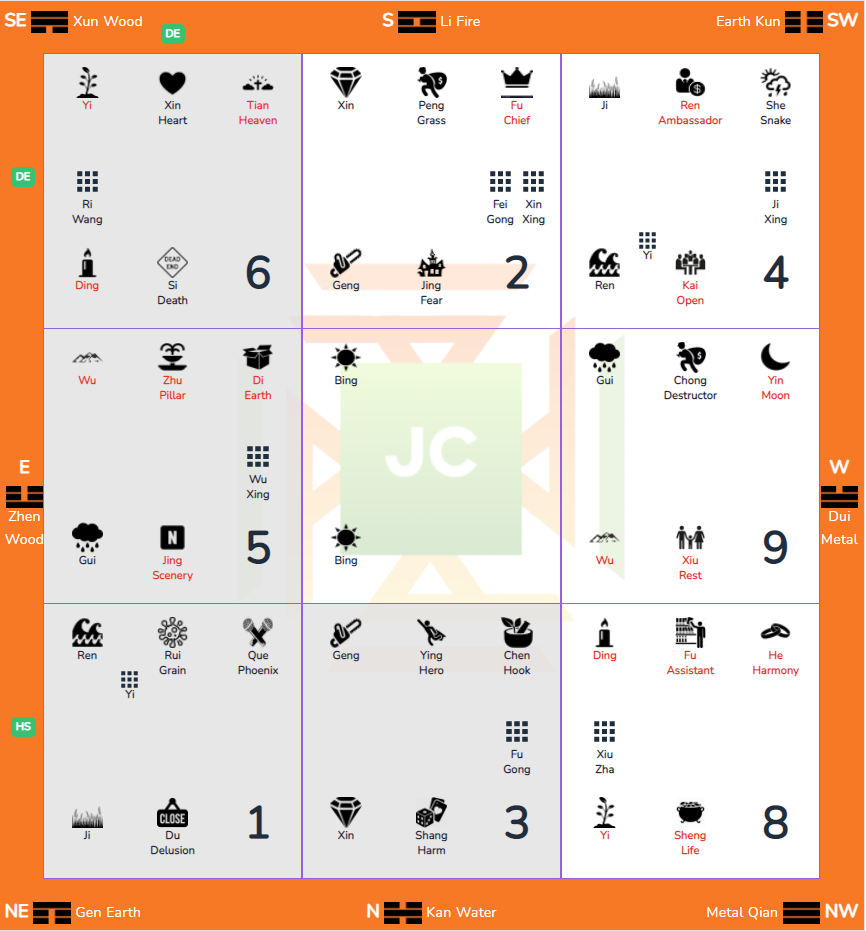 SE Xun Wood
DE
S Li Fire
Earth Kun SW
DE
Yi
Xin
Heart
Tian
Heaven
Ri
Wang
Ding
DEAD
END
Si
Death
6
Xin
Peng
Grass
Fu
Chief
Fei
Gong
Xin
Xing
Geng
Jing
Fear
2
Ji
Ren
Ambassador
She
Snake
Ji
Xing
Yi
Ren
Kai
Open
4
E
Zhen
Wood
Wu
Zhu
Pillar
Di
Earth
Wu
Xing
Gui
N
Jing
Scenery
5
Bing
JC
Bing
Gui
Chong
Destructor
Yin
Moon
Wu
Xiu
Rest
9
W
Dui
Metal
HS
Ren
Rui
Grain
Que
Phoenix
Yi
Ji
CLOSE
Du
Delusion
1
Geng
Ying
Hero
Chen
Hook
Fu
Gong
Xin
Shang
Harm
3
Ding
Fu
Assistant
He
Harmony
Xiu
Zha
Yi
Sheng
Life
8
NE Gen Earth
N Kan Water
Metal Qian NW